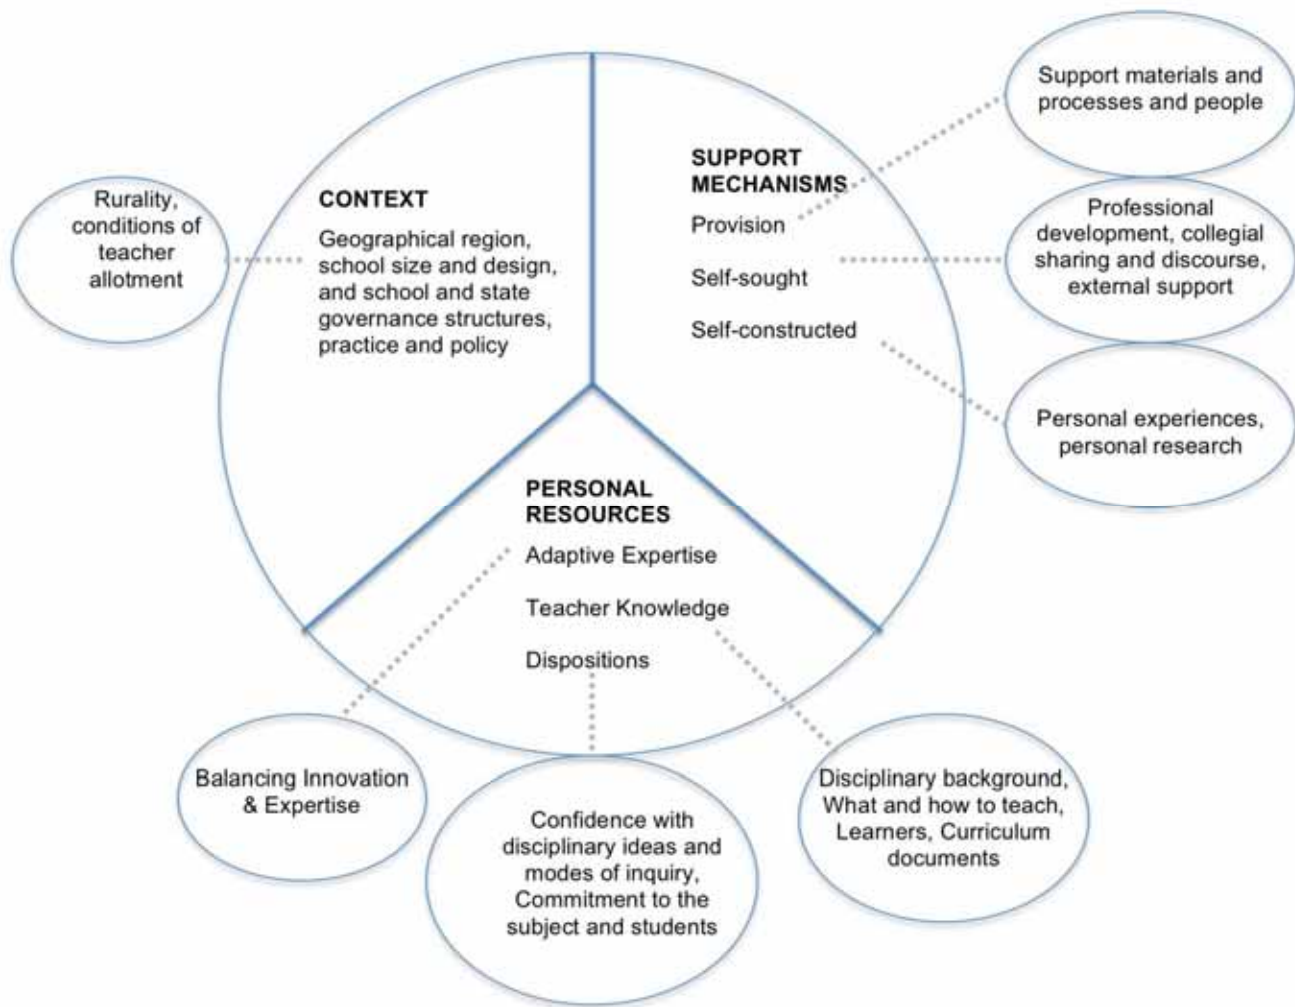 Rurality,
conditions of
teacher
allotment
CONTEXT
Geographical region,
school size and design,
and school and state
governance structures,
practice and policy
SUPPORT
MECHANISMS
Provision
Self-sought
Self-constructed
Support materials and
processes and people
Professional
development, collegial
sharing and discourse,
external support
Personal experiences,
personal research
PERSONAL
RESOURCES
Adaptive Expertise
Teacher Knowledge
Dispositions
Balancing Innovation
& Expertise
Confidence with
disciplinary ideas and
modes of inquiry,
Commitment to the
subject and students
Disciplinary background,
What and how to teach,
Learners, Curriculum
documents